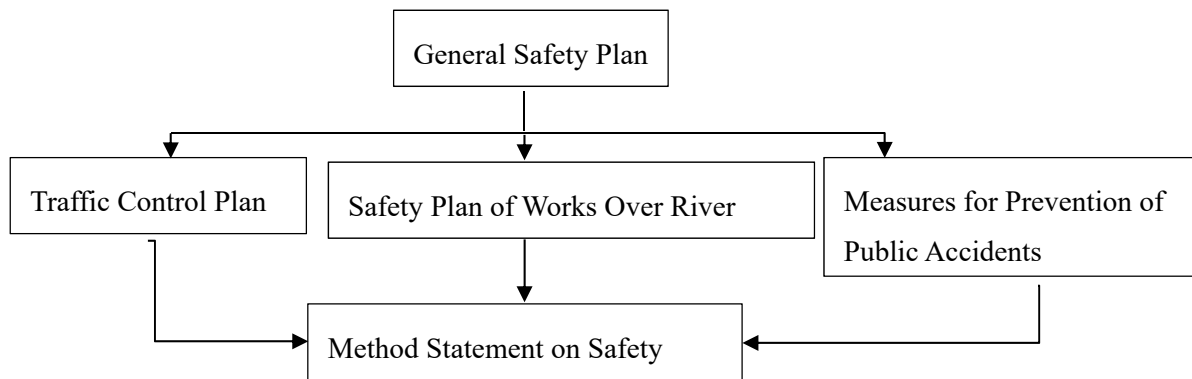 General Safety Plan
Traffic Control Plan
Safety Plan of Works Over River
Measures for Prevention of
Public Accidents
Method Statement on Safety